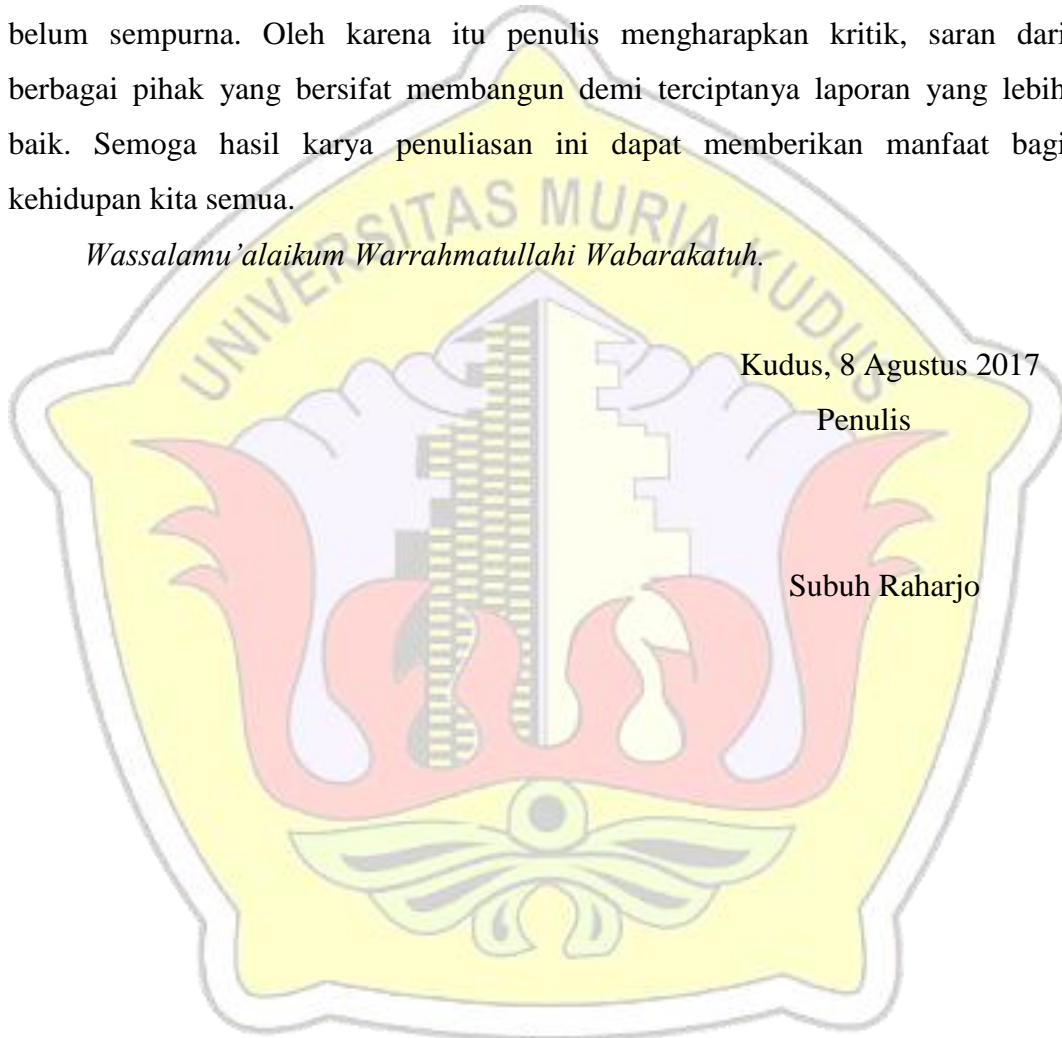 belum sempurna. Oleh karena itu penulis mengharapkan kritik, saran dari
berbagai pihak yang bersifat membangun demi terciptanya laporan yang lebih
baik. Semoga hasil karya penuliasan ini dapat memberikan manfaat bagi
kehidupan kita semua.
Wassalamu’alaikum Warrahmatullahi Wabarakatuh.
UNIVERSITAS MURIA KUDUS
Kudus, 8 Agustus 2017
Penulis
Subuh Raharjo